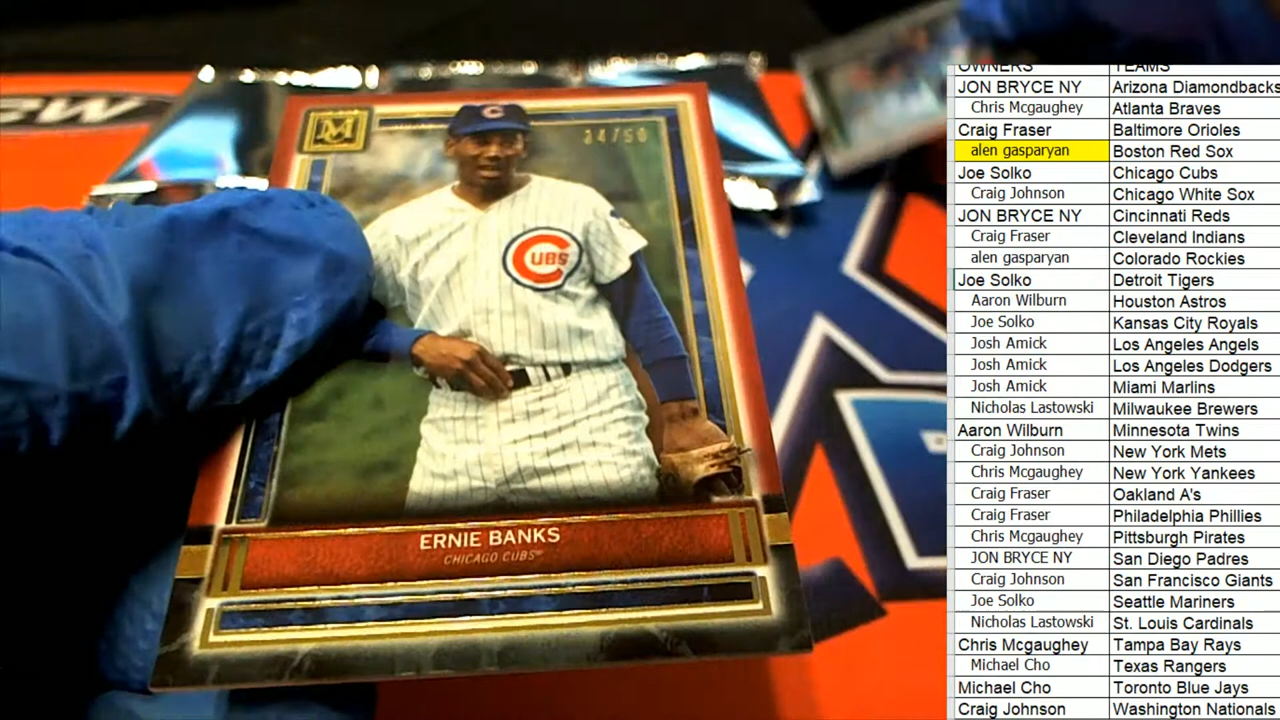 M
34/50
C
CUBS
ERNIE BANKS
CHICAGO CUBS
OWNERS TEAMS
JON BRYCE NY Arizona Diamondbacks
Chris Mcgaughey Atlanta Braves
Craig Fraser Baltimore Orioles
alen gasparyan Boston Red Sox
Joe Solko Chicago Cubs
Craig Johnson Chicago White Sox
JON BRYCE NY Cincinnati Reds
Craig Fraser Cleveland Indians
alen gasparyan Colorado Rockies
Joe Solko Detroit Tigers
Aaron Wilburn Houston Astros
Joe Solko Kansas City Royals
Josh Amick Los Angeles Angels
Josh Amick Los Angeles Dodgers
Josh Amick Miami Marlins
Nicholas Lastowski Milwaukee Brewers
Aaron Wilburn Minnesota Twins
Craig Johnson New York Mets
Chris Mcgaughey New York Yankees
Craig Fraser Oakland A's
Craig Fraser Philadelphia Phillies
Chris Mcgaughey Pittsburgh Pirates
JON BRYCE NY San Diego Padres
Craig Johnson San Francisco Giants
Joe Solko Seattle Mariners
Nicholas Lastowski St. Louis Cardinals
Chris Mcgaughey Tampa Bay Rays
Michael Cho Texas Rangers
Michael Cho Toronto Blue Jays
Craig Johnson Washington Nationals